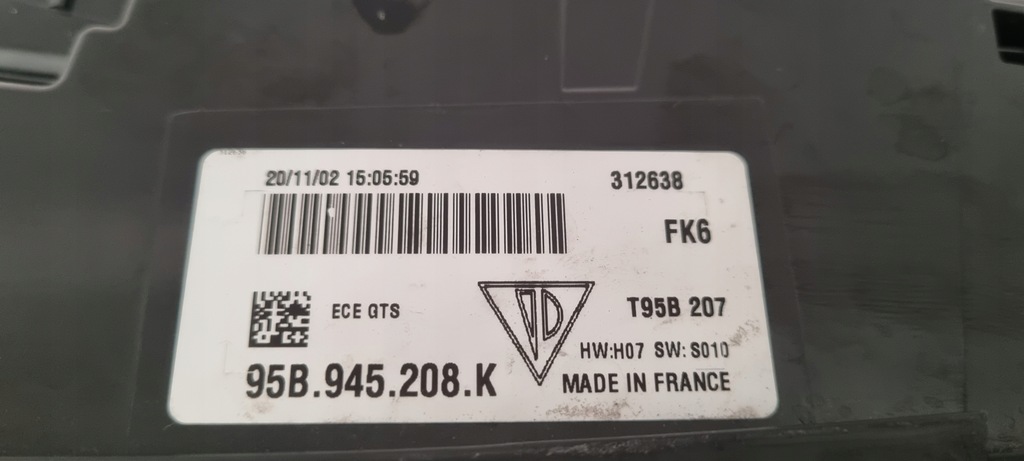 20/11/02 15:05:59
312638
FK6
ECE GTS
T95B 207
HW:H07 SW:S010
95B.945.208.K
MADE IN FRANCE